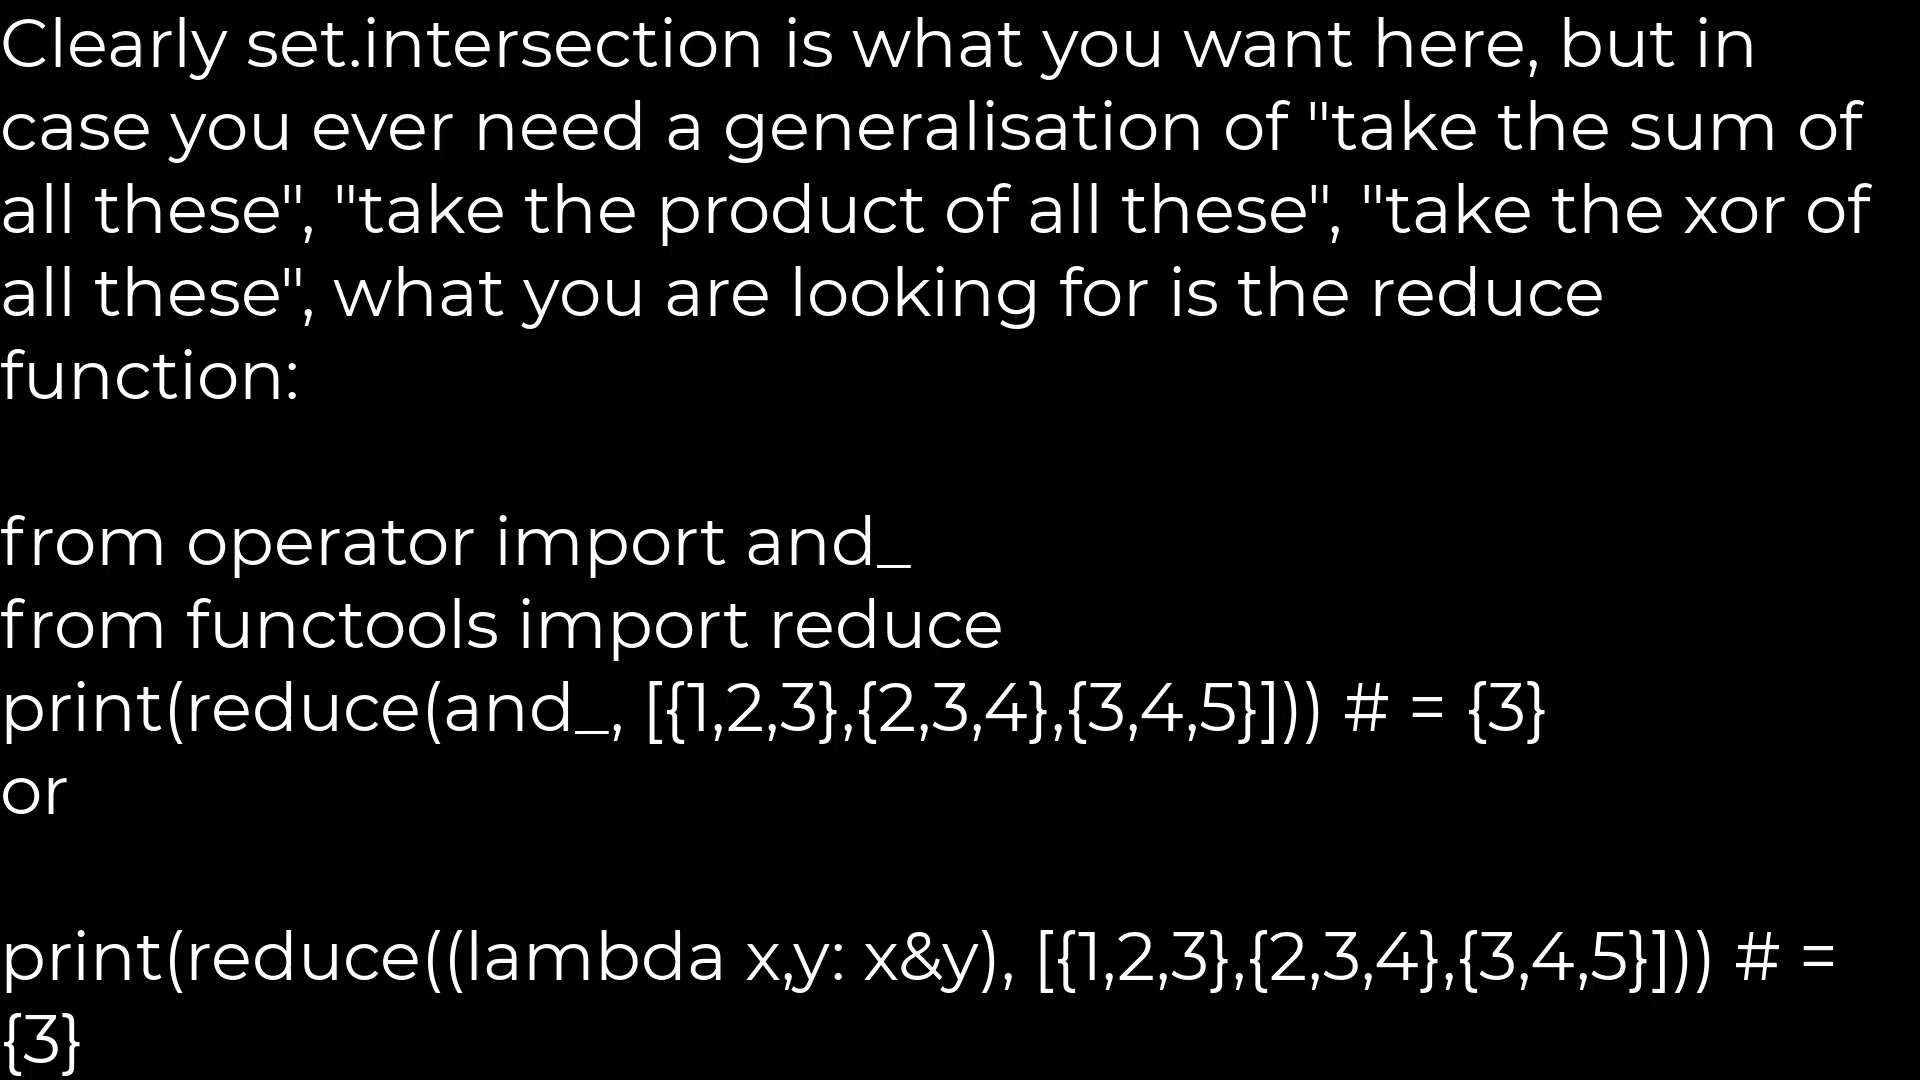 Clearly set.intersection is what you want here, but in
case you ever need a generalisation of "take the sum of
all these", "take the product of all these", "take the xor of
all these", what you are looking for is the reduce
function:
from operator import and_
from functools import reduce
print(reduce(and_, [{1,2,3},{2,3,4},{3,4,5}])) # = {3}
or
print(reduce((lambda x,y: x&y), [{1,2,3},{2,3,4},{3,4,5}])) # =
{3}